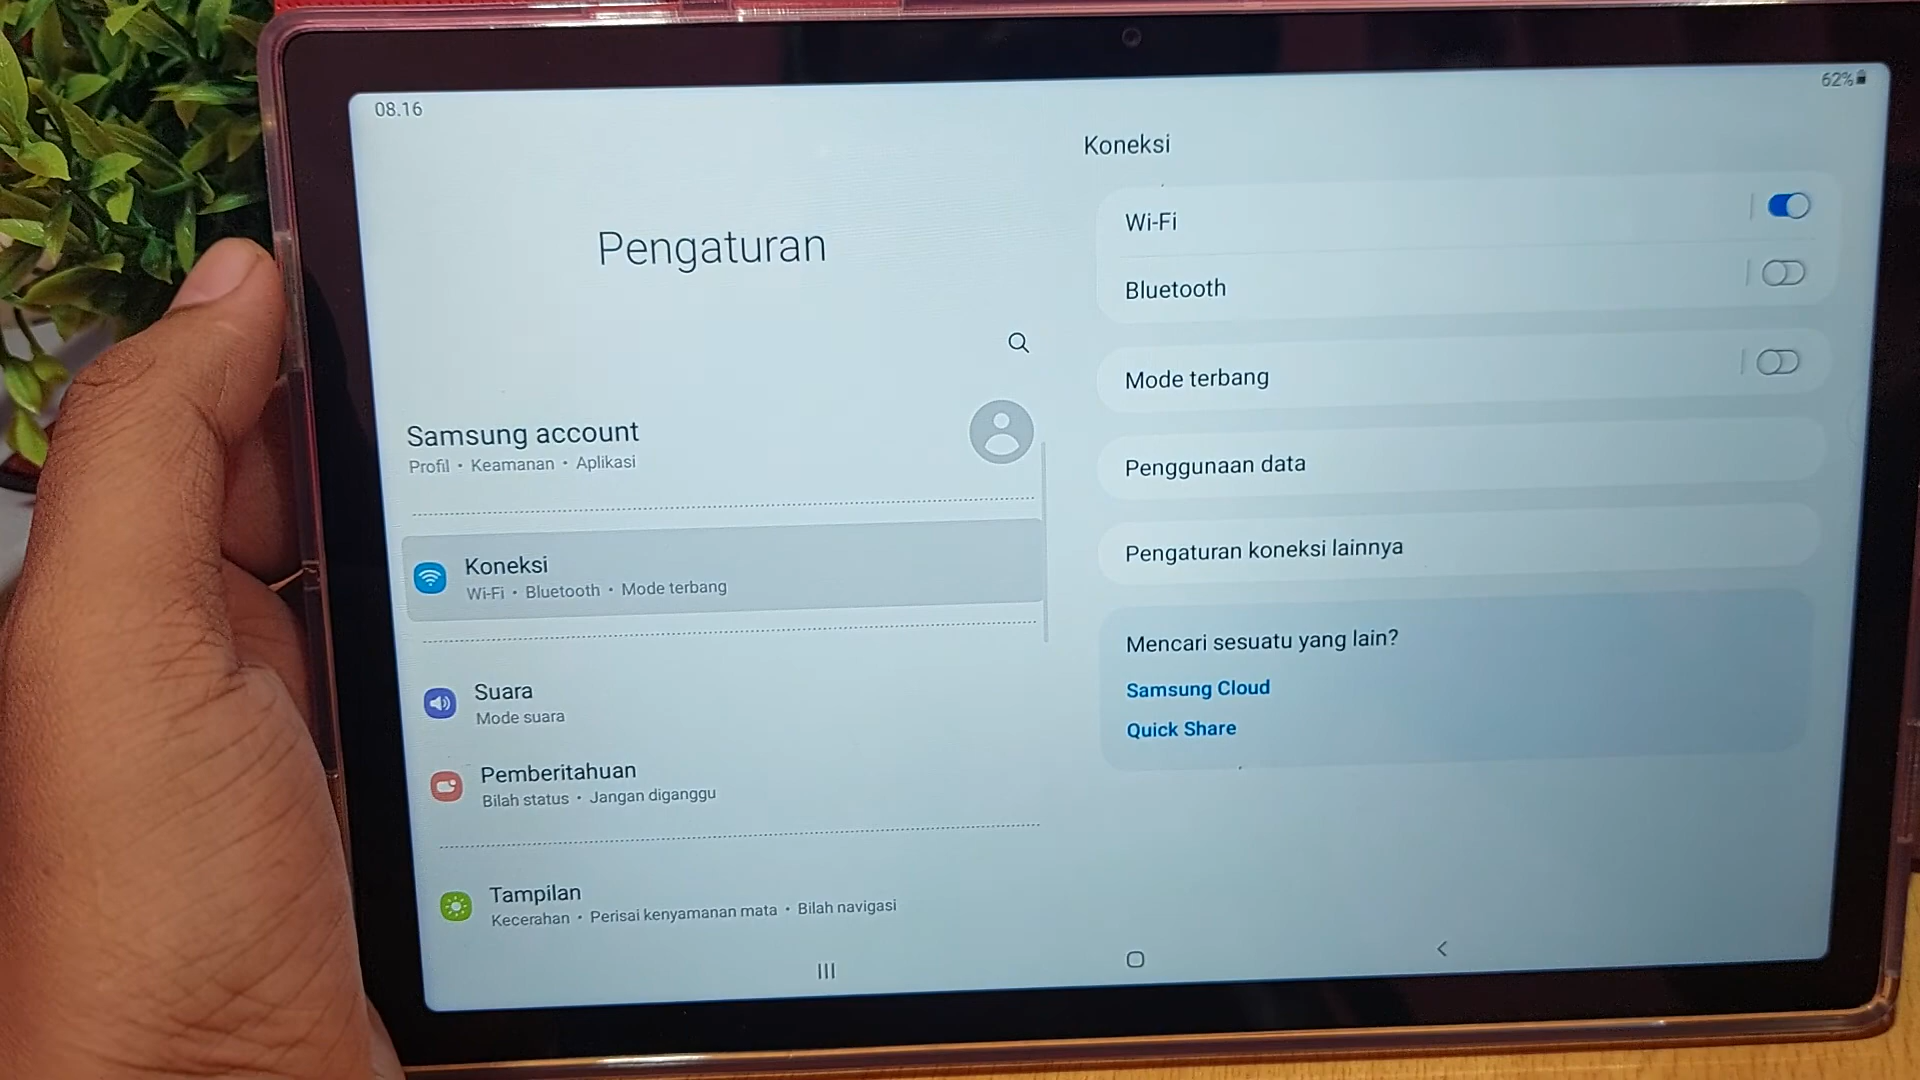 08.16
62%
Pengaturan
Samsung account
Profil • Keamanan • Aplikasi
Koneksi
Wi-Fi • Bluetooth • Mode terbang
Suara
Mode suara
Pemberitahuan
Bilah status • Jangan diganggu
Tampilan
Kecerahan • Perisai kenyamanan mata • Bilah navigasi
Koneksi
Wi-Fi
Bluetooth
Mode terbang
Penggunaan data
Pengaturan koneksi lainnya
Mencari sesuatu yang lain?
Samsung Cloud
Quick Share